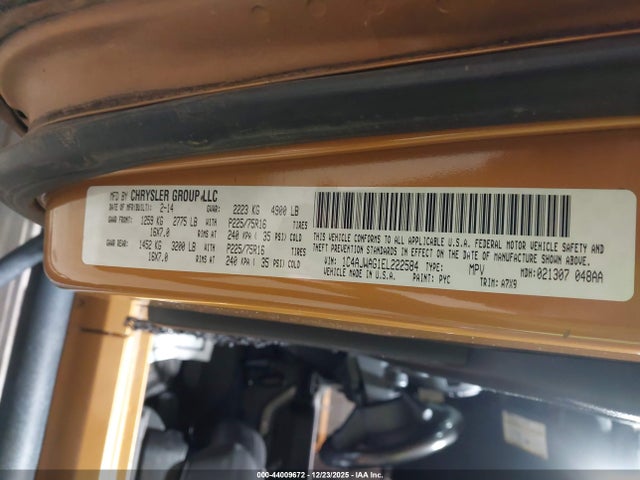 MFD BY CHRYSLER GROUP LLC
DATE OF MFR(BUILT): 2-14 GVWR: 2223 KG 4900 LB
GAWR FRONT: 1259 KG 2775 LB WITH P225/75R16 TIRES
16X7.0 RIMS AT 240 KPA ( 35 PSI) COLD
GAWR REAR: 1452 KG 3200 LB WITH P225/75R16 TIRES
16X7.0 RIMS AT 240 KPA ( 35 PSI) COLD
THIS VEHICLE CONFORMS TO ALL APPLICABLE U.S.A. FEDERAL MOTOR VEHICLE SAFETY AND
THEFT PREVENTION STANDARDS IN EFFECT ON THE DATE OF MANUFACTURE SHOWN ABOVE.
VIN: 1C4AJWAG1EL222584 TYPE: MPV MDH: 021307 048AA
PAINT: PYC TRIM: A7X9
000-44009672 - 12/23/2025 - IAA Inc.